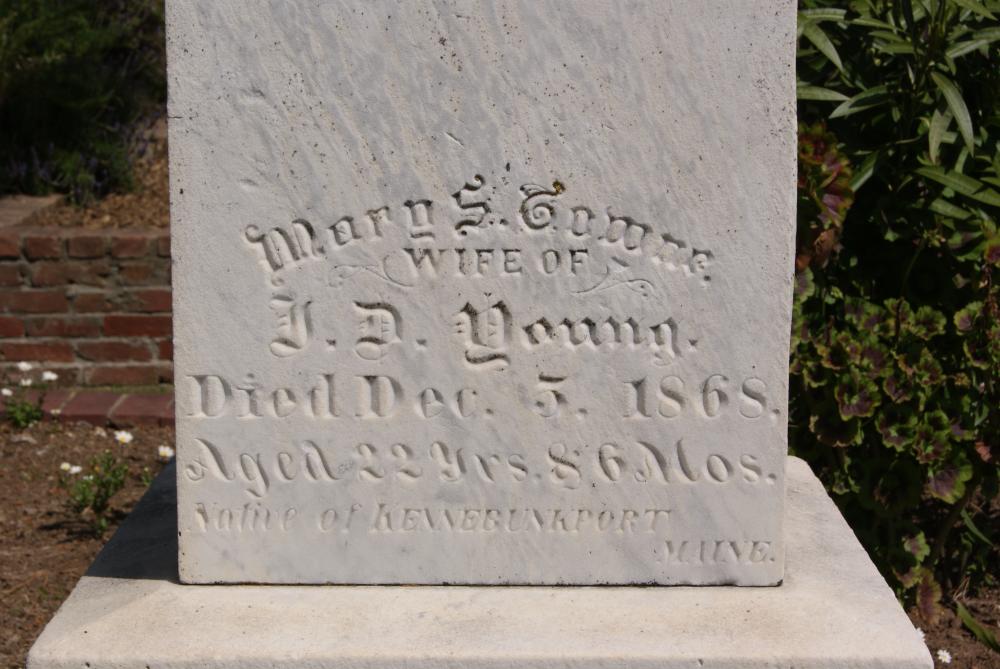 Mary S. Towne.
WIFE OF
J. D. Young.
Died Dec. 5. 1868.
Aged 22 Yrs. & 6 Mos.
Native of KENNEBUNKPORT
MAINE.